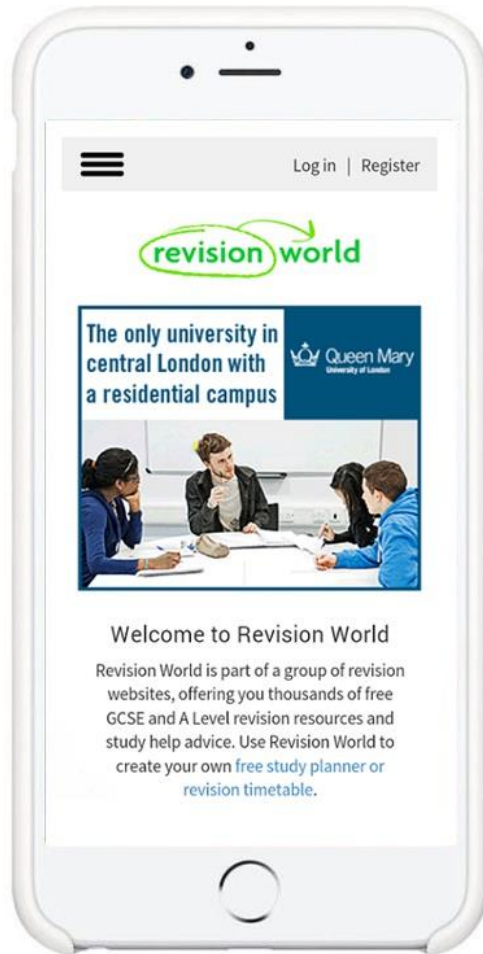 Log in | Register
revision world
The only university in
central London with
a residential campus
Queen Mary
University of London
Welcome to Revision World
Revision World is part of a group of revision
websites, offering you thousands of free
GCSE and A Level revision resources and
study help advice. Use Revision World to
create your own free study planner or
revision timetable.